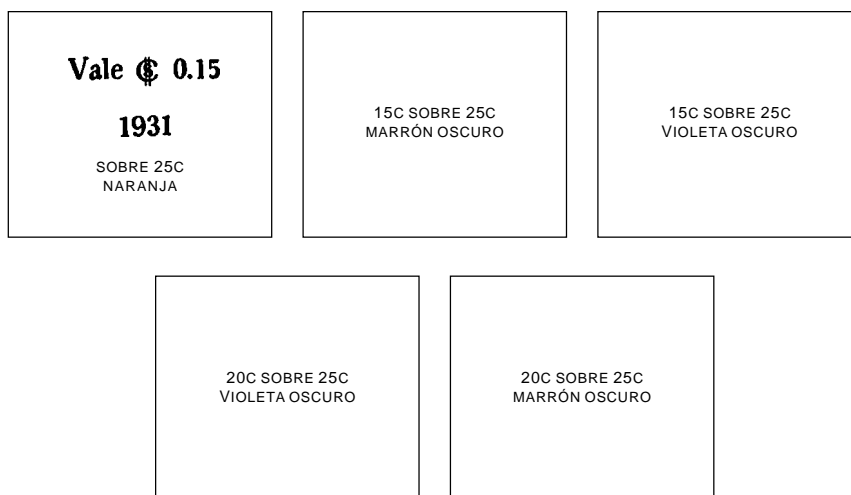 Vale ₡ 0.15
1931
SOBRE 25C
NARANJA
15C SOBRE 25C
MARRÓN OSCURO
15C SOBRE 25C
VIOLETA OSCURO
20C SOBRE 25C
VIOLETA OSCURO
20C SOBRE 25C
MARRÓN OSCURO